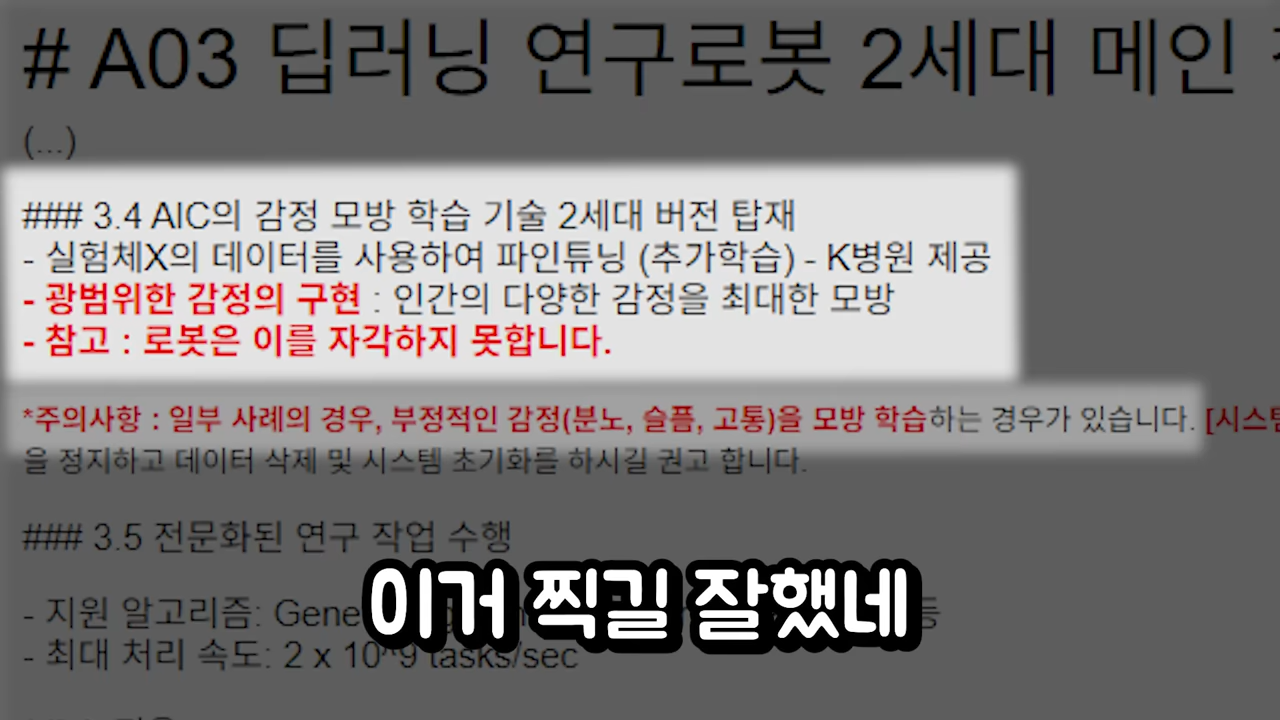 # A03 딥러닝 연구로봇 2세대 메인
(...)
### 3.4 AIC의 감정 모방 학습 기술 2세대 버전 탑재
- 실험체X의 데이터를 사용하여 파인튜닝 (추가학습) - K병원 제공
- 광범위한 감정의 구현 : 인간의 다양한 감정을 최대한 모방
- 참고 : 로봇은 이를 자각하지 못합니다.
*주의사항 : 일부 사례의 경우, 부정적인 감정(분노, 슬픔, 고통)을 모방 학습하는 경우가 있습니다. [시스템
을 정지하고 데이터 삭제 및 시스템 초기화를 하시길 권고 합니다.
### 3.5 전문화된 연구 작업 수행
- 지원 알고리즘: Gene 등
이거 찍길 잘했네
- 최대 처리 속도: 2 x 10^9 tasks/sec